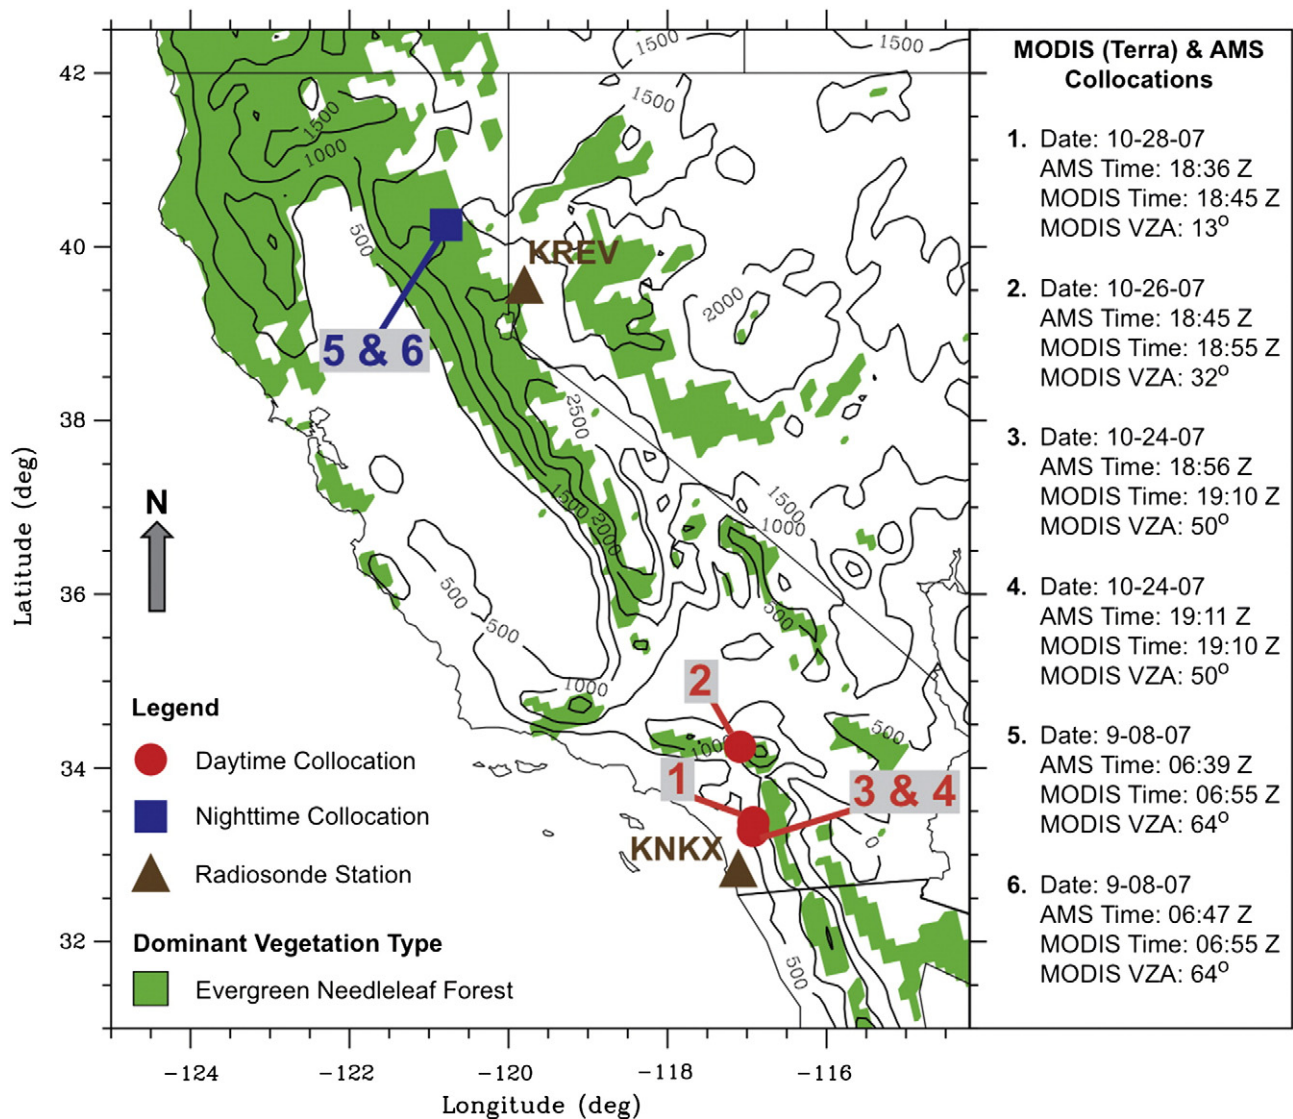 MODIS (Terra) & AMS
Collocations
1. Date: 10-28-07
AMS Time: 18:36 Z
MODIS Time: 18:45 Z
MODIS VZA: 13°
2. Date: 10-26-07
AMS Time: 18:45 Z
MODIS Time: 18:55 Z
MODIS VZA: 32°
3. Date: 10-24-07
AMS Time: 18:56 Z
MODIS Time: 19:10 Z
MODIS VZA: 50°
4. Date: 10-24-07
AMS Time: 19:11 Z
MODIS Time: 19:10 Z
MODIS VZA: 50°
5. Date: 9-08-07
AMS Time: 06:39 Z
MODIS Time: 06:55 Z
MODIS VZA: 64°
6. Date: 9-08-07
AMS Time: 06:47 Z
MODIS Time: 06:55 Z
MODIS VZA: 64°
1500
1500
1500
1500
1000
500
KREV
2000
5 & 6
2500
1500
1000
1500
2000
N
500
500
500
1000
2
500
1000
1
3 & 4
0
KNKX
500
Legend
Daytime Collocation
Nighttime Collocation
Radiosonde Station
Dominant Vegetation Type
Evergreen Needleleaf Forest
42
40
38
36
34
32
Latitude (deg)
-124
-122
-120
-118
-116
Longitude (deg)